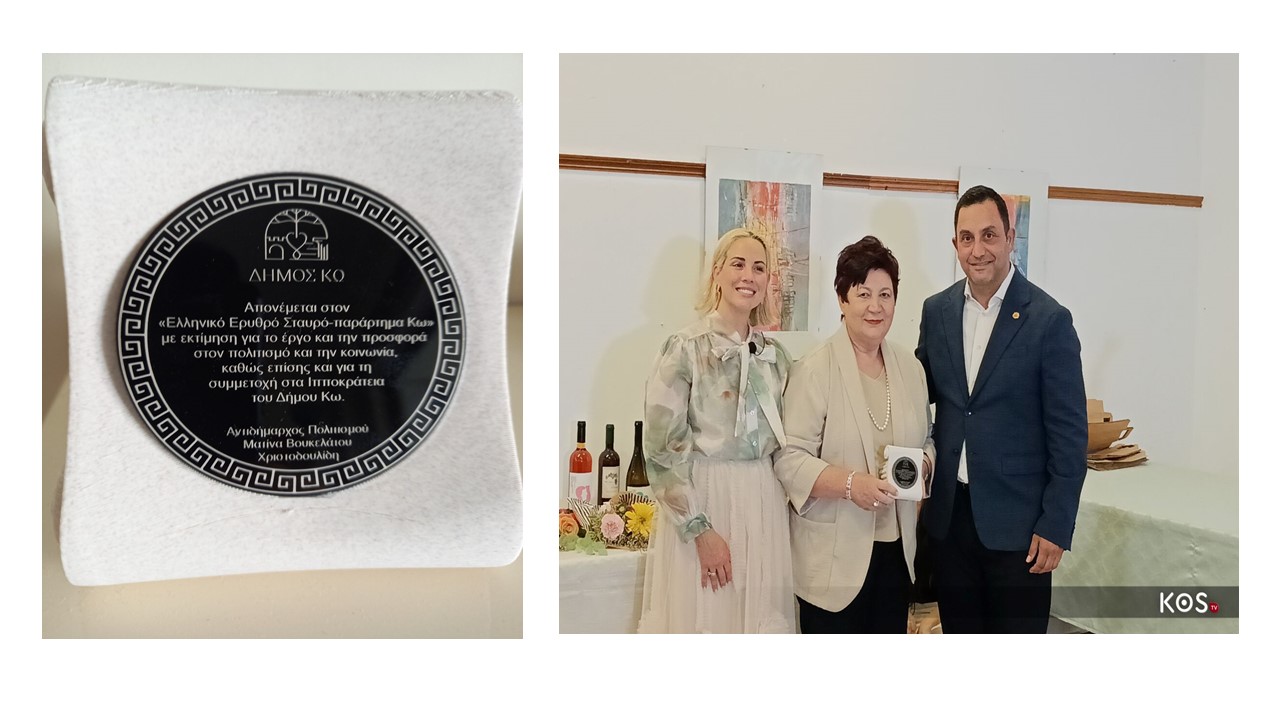 ΔΗΜΟΣ ΚΩ
Απονέμεται στον
«Ελληνικό Ερυθρό Σταυρό-παράρτημα Κω»
με εκτίμηση για το έργο και την προσφορά
στον πολιτισμό και την κοινωνία,
καθώς επίσης και για τη
συμμετοχή στα Ιπποκράτεια
του Δήμου Κω.
Αντιδήμαρχος Πολιτισμού
Ματίνα Βουκελάτου
Χριστοδουλίδη
KOS TV